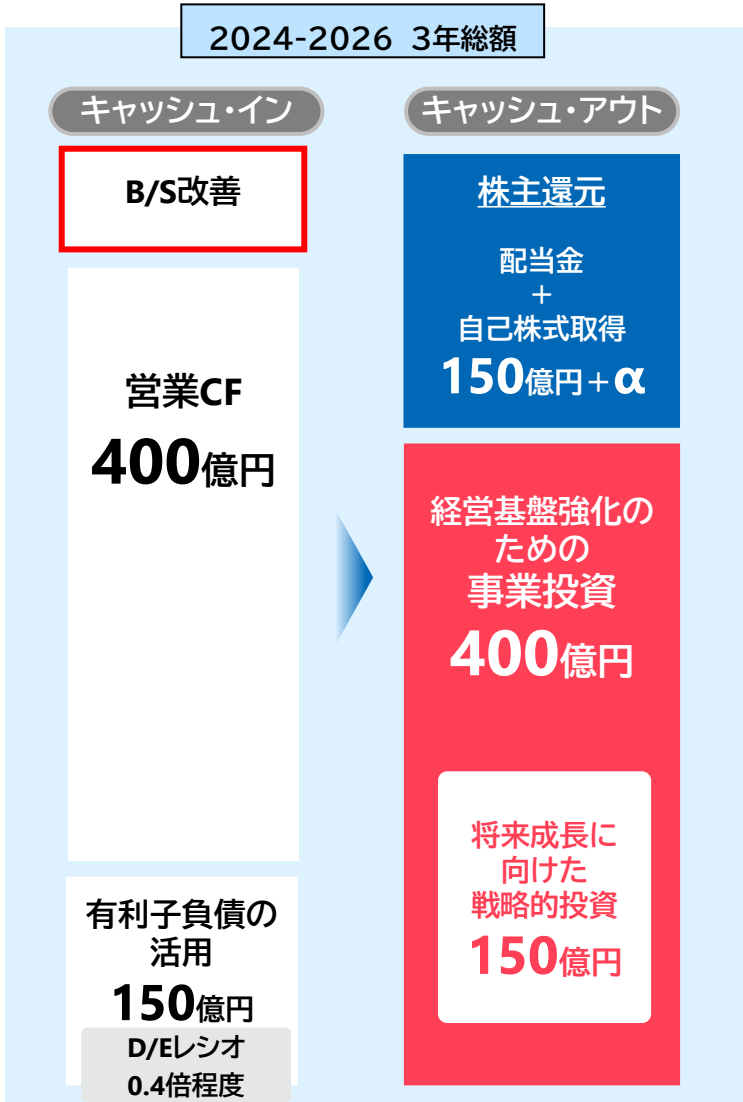 2024-2026 3年総額
キャッシュ・イン
B/S改善
営業CF
400億円
有利子負債の
活用
150億円
D/Eレシオ
0.4倍程度
キャッシュ・アウト
株主還元
配当金
+
自己株式取得
150億円+α
経営基盤強化の
ための
事業投資
400億円
将来成長に
向けた
戦略的投資
150億円